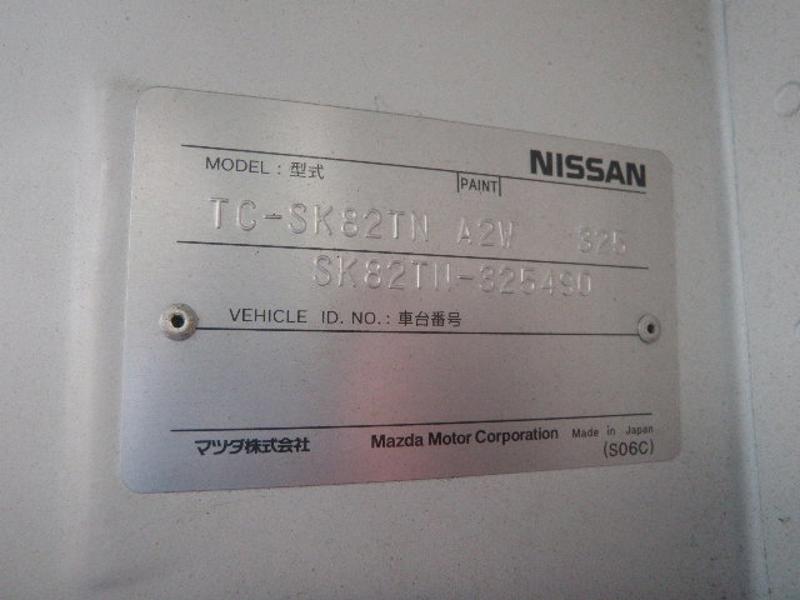 NISSAN
MODEL : 型式 PAINT
TC-SK82TN A2W 325
SK82TN-325490
VEHICLE ID. NO. : 車台番号
マツダ株式会社 Mazda Motor Corporation Made in Japan
(S06C)